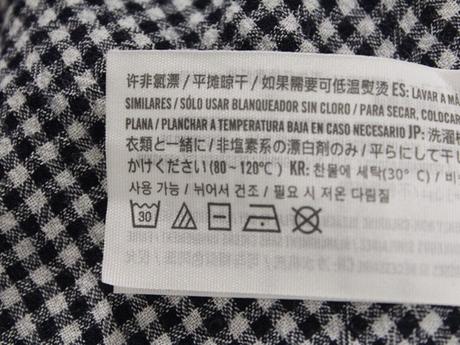 许非氯漂 / 平摊晾干 / 如果需要可低温熨烫 ES: LAVAR A MÁ
SIMILARES / SÓLO USAR BLANQUEADOR SIN CLORO / PARA SECAR, COLOCAR
PLANA / PLANCHAR A TEMPERATURA BAJA EN CASO NECESARIO JP: 洗濯
衣類と一緒に / 非塩素系の漂白剤のみ / 平らにして干し
かけください (80~120℃) KR: 찬물에 세탁(30° C) / 비
사용 가능 / 뉘어서 건조 / 필요 시 저온 다림질
30